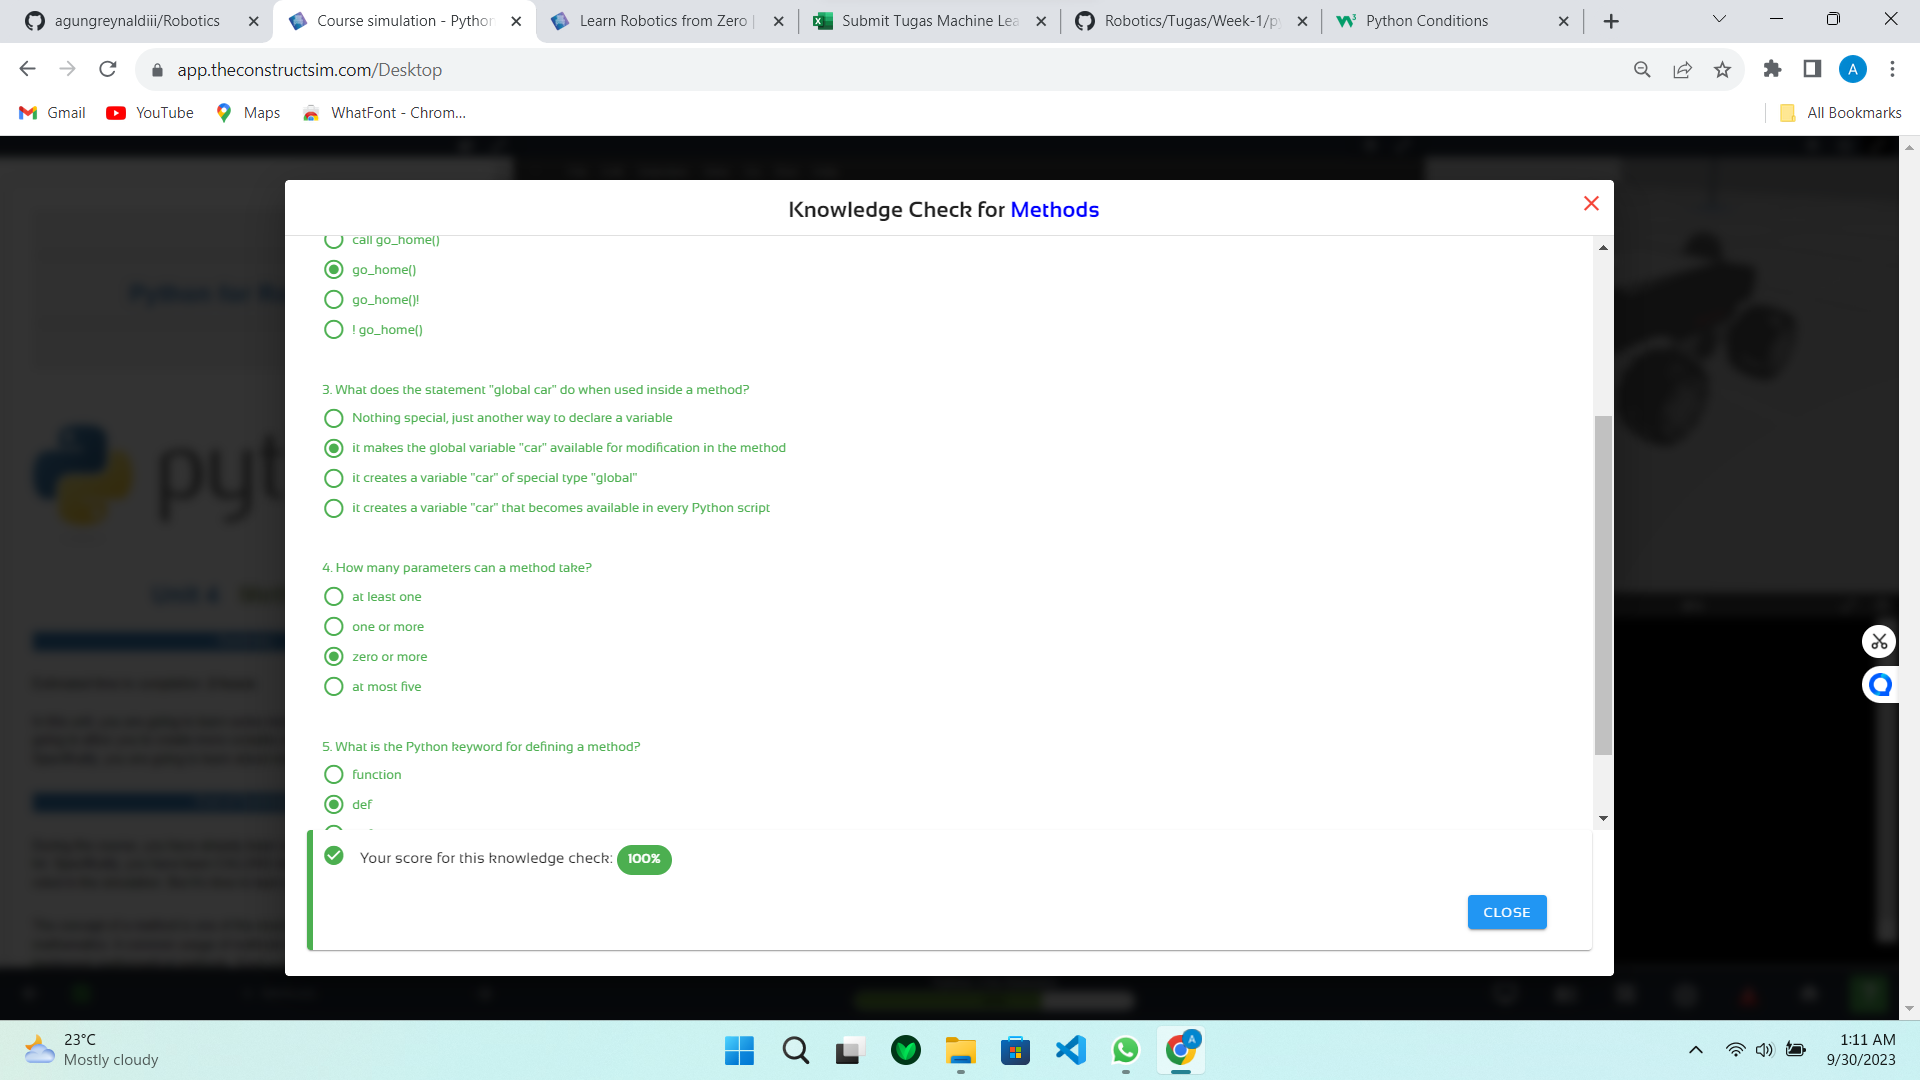 agungreynaldiii/Robotics
Course simulation - Python
Learn Robotics from Zero |
Submit Tugas Machine Lea
Robotics/Tugas/Week-1/py
Python Conditions
app.theconstructsim.com/Desktop
A
Gmail
YouTube
Maps
WhatFont - Chrom...
All Bookmarks
Knowledge Check for Methods
call go_home()
go_home()
go_home()!
! go_home()
3. What does the statement "global car" do when used inside a method?
Nothing special, just another way to declare a variable
it makes the global variable "car" available for modification in the method
it creates a variable "car" of special type "global"
it creates a variable "car" that becomes available in every Python script
4. How many parameters can a method take?
at least one
one or more
zero or more
at most five
5. What is the Python keyword for defining a method?
function
def
Your score for this knowledge check: 100%
CLOSE
Python for R
pyt
Unit 4
23°C
Mostly cloudy
A
1:11 AM
9/30/2023